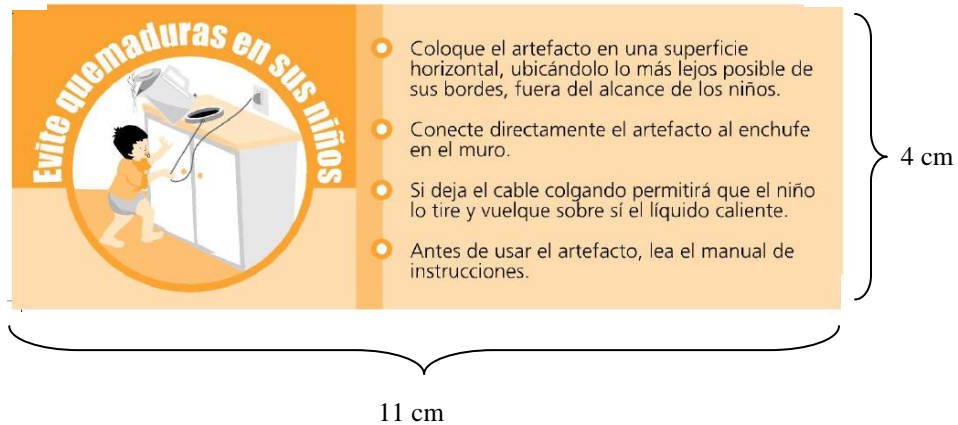 Evite quemaduras en sus niños
Coloque el artefacto en una superficie
horizontal, ubicándolo lo más lejos posible de
sus bordes, fuera del alcance de los niños.
Conecte directamente el artefacto al enchufe
en el muro.
Si deja el cable colgando permitirá que el niño
lo tire y vuelque sobre sí el líquido caliente.
Antes de usar el artefacto, lea el manual de
instrucciones.
4 cm
11 cm